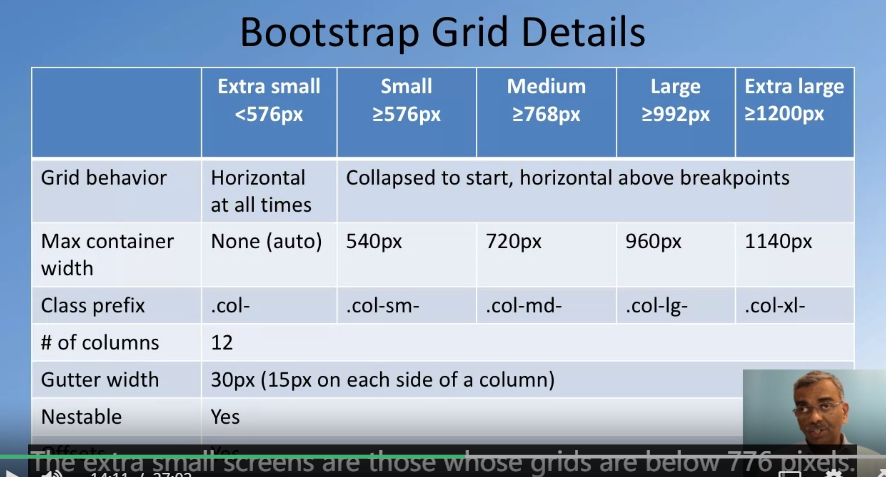 Bootstrap Grid Details
Extra small Small Medium Large Extra large
<576px ≥576px ≥768px ≥992px ≥1200px
Grid behavior Horizontal Collapsed to start, horizontal above breakpoints
at all times
Max container None (auto) 540px 720px 960px 1140px
width
Class prefix .col- .col-sm- .col-md- .col-lg- .col-xl-
# of columns 12
Gutter width 30px (15px on each side of a column)
Nestable Yes
Offsets Yes
The extra small screens are those whose grids are below 776 pixels.
14:11 / 27:02